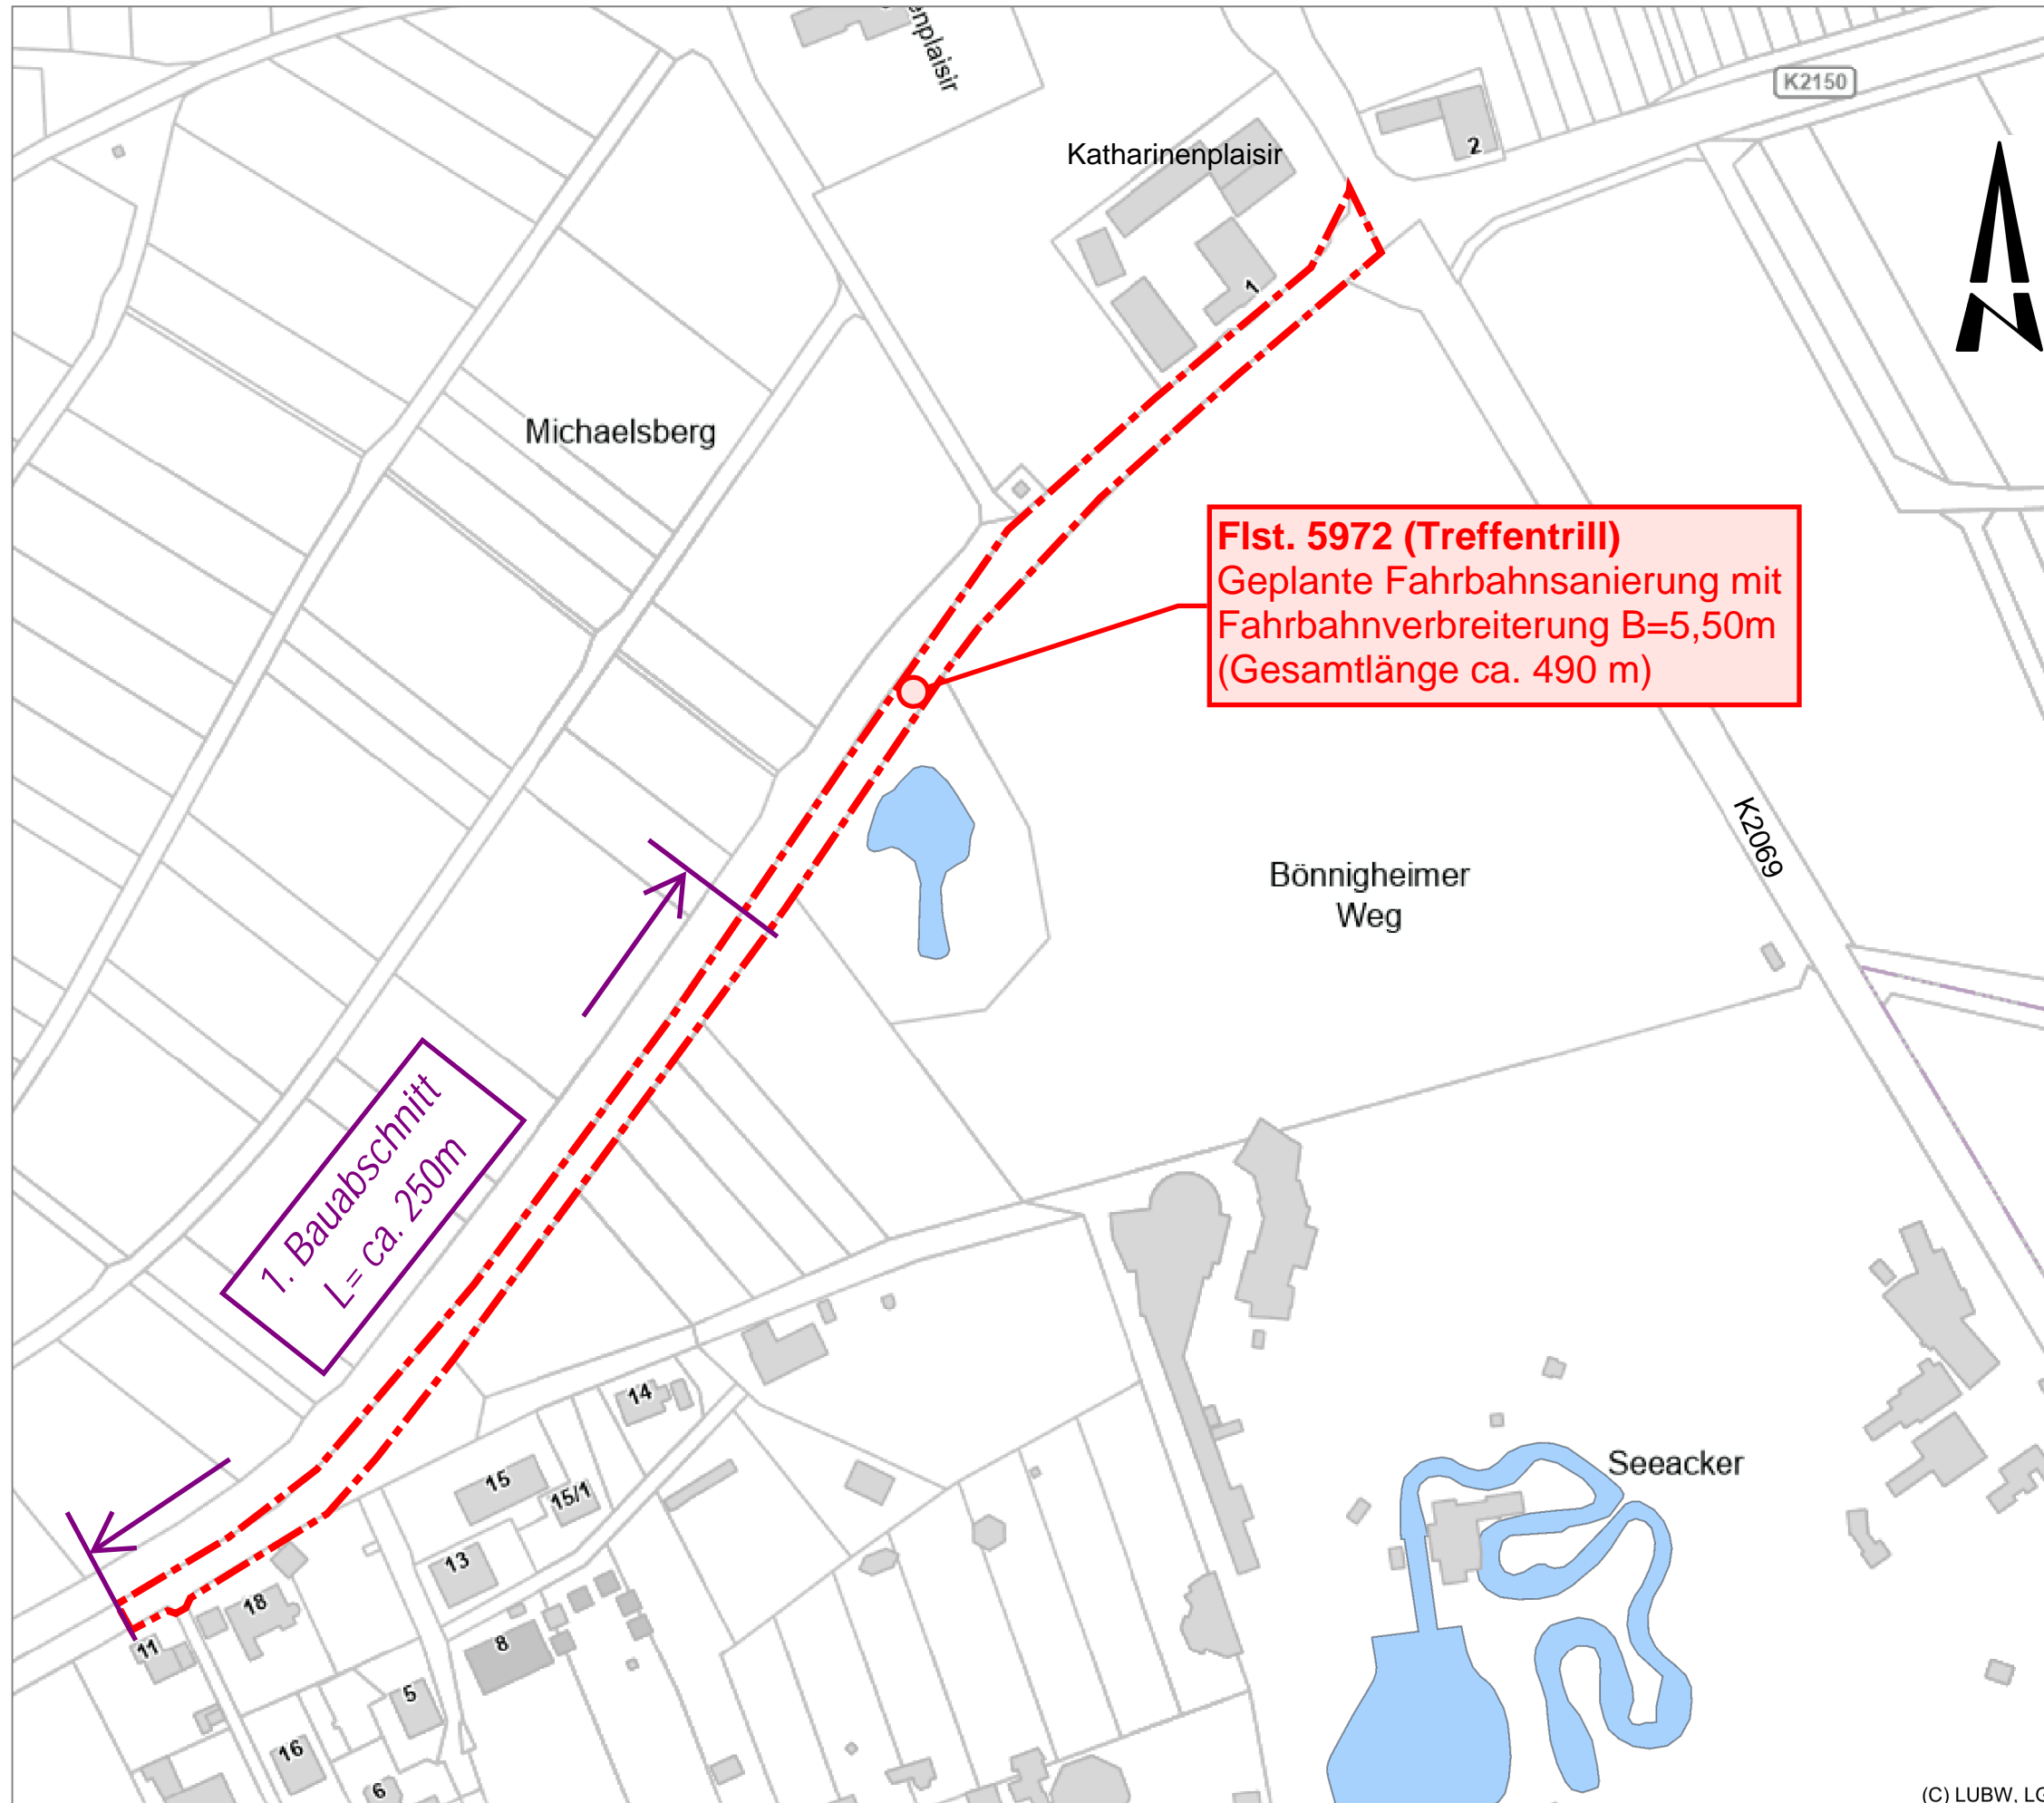 enplaisir
K2150
Katharinenplaisir
2
1
Michaelsberg
Flst. 5972 (Treffentrill)
Geplante Fahrbahnsanierung mit
Fahrbahnverbreiterung B=5,50m
(Gesamtlänge ca. 490 m)
K2069
Bönnigheimer
Weg
1. Bauabschnitt
L= ca. 250m
14
15
15/1
Seeacker
13
18
8
11
5
16
6
(C) LUBW, LG